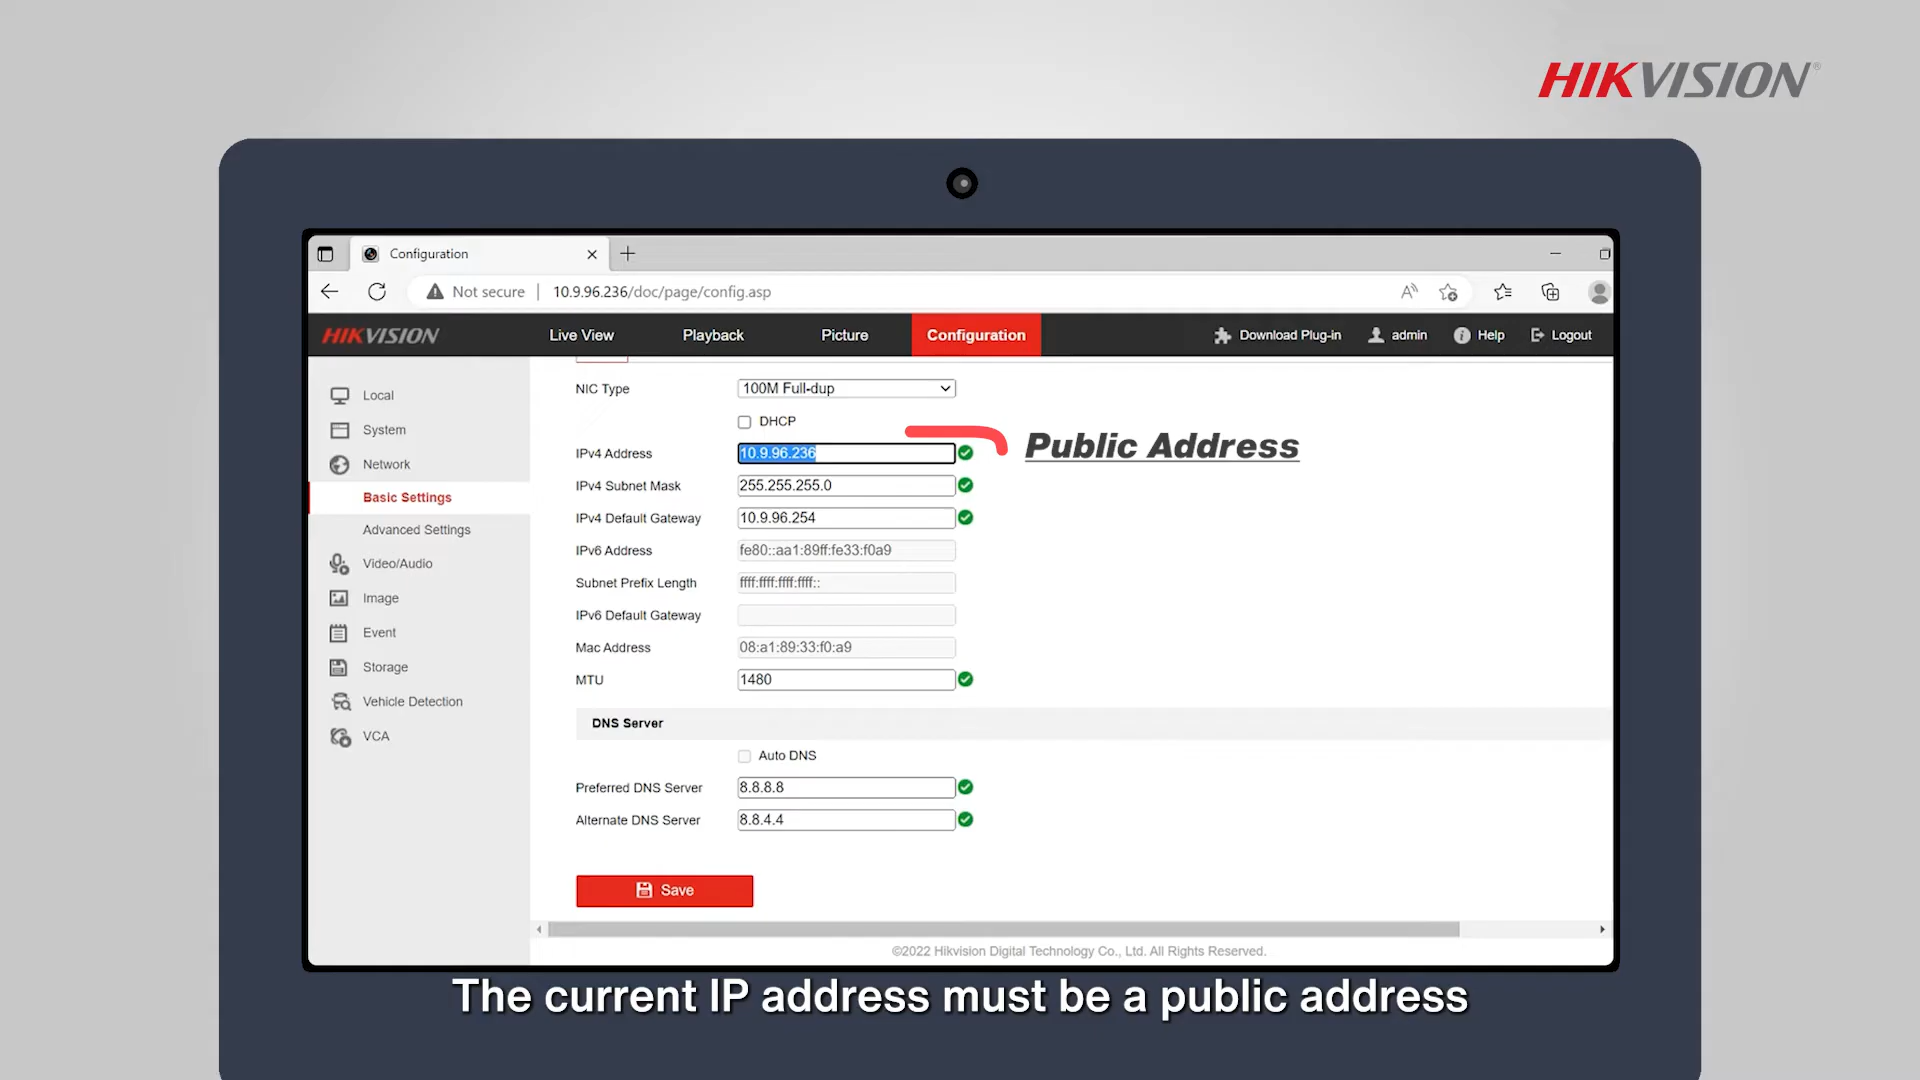 HIKVISION®
Configuration
Not secure | 10.9.96.236/doc/page/config.asp
HIKVISION Live View Playback Picture Configuration Download Plug-in admin Help Logout
Local
System
Network
Basic Settings
Advanced Settings
Video/Audio
Image
Event
Storage
Vehicle Detection
VCA
NIC Type 100M Full-dup
DHCP
IPv4 Address 10.9.96.236
Public Address
IPv4 Subnet Mask 255.255.255.0
IPv4 Default Gateway 10.9.96.254
IPv6 Address fe80::aa1:89ff:fe33:f0a9
Subnet Prefix Length ffff:ffff:ffff:ffff::
IPv6 Default Gateway
Mac Address 08:a1:89:33:f0:a9
MTU 1480
DNS Server
Auto DNS
Preferred DNS Server 8.8.8.8
Alternate DNS Server 8.8.4.4
Save
©2022 Hikvision Digital Technology Co., Ltd. All Rights Reserved.
The current IP address must be a public address